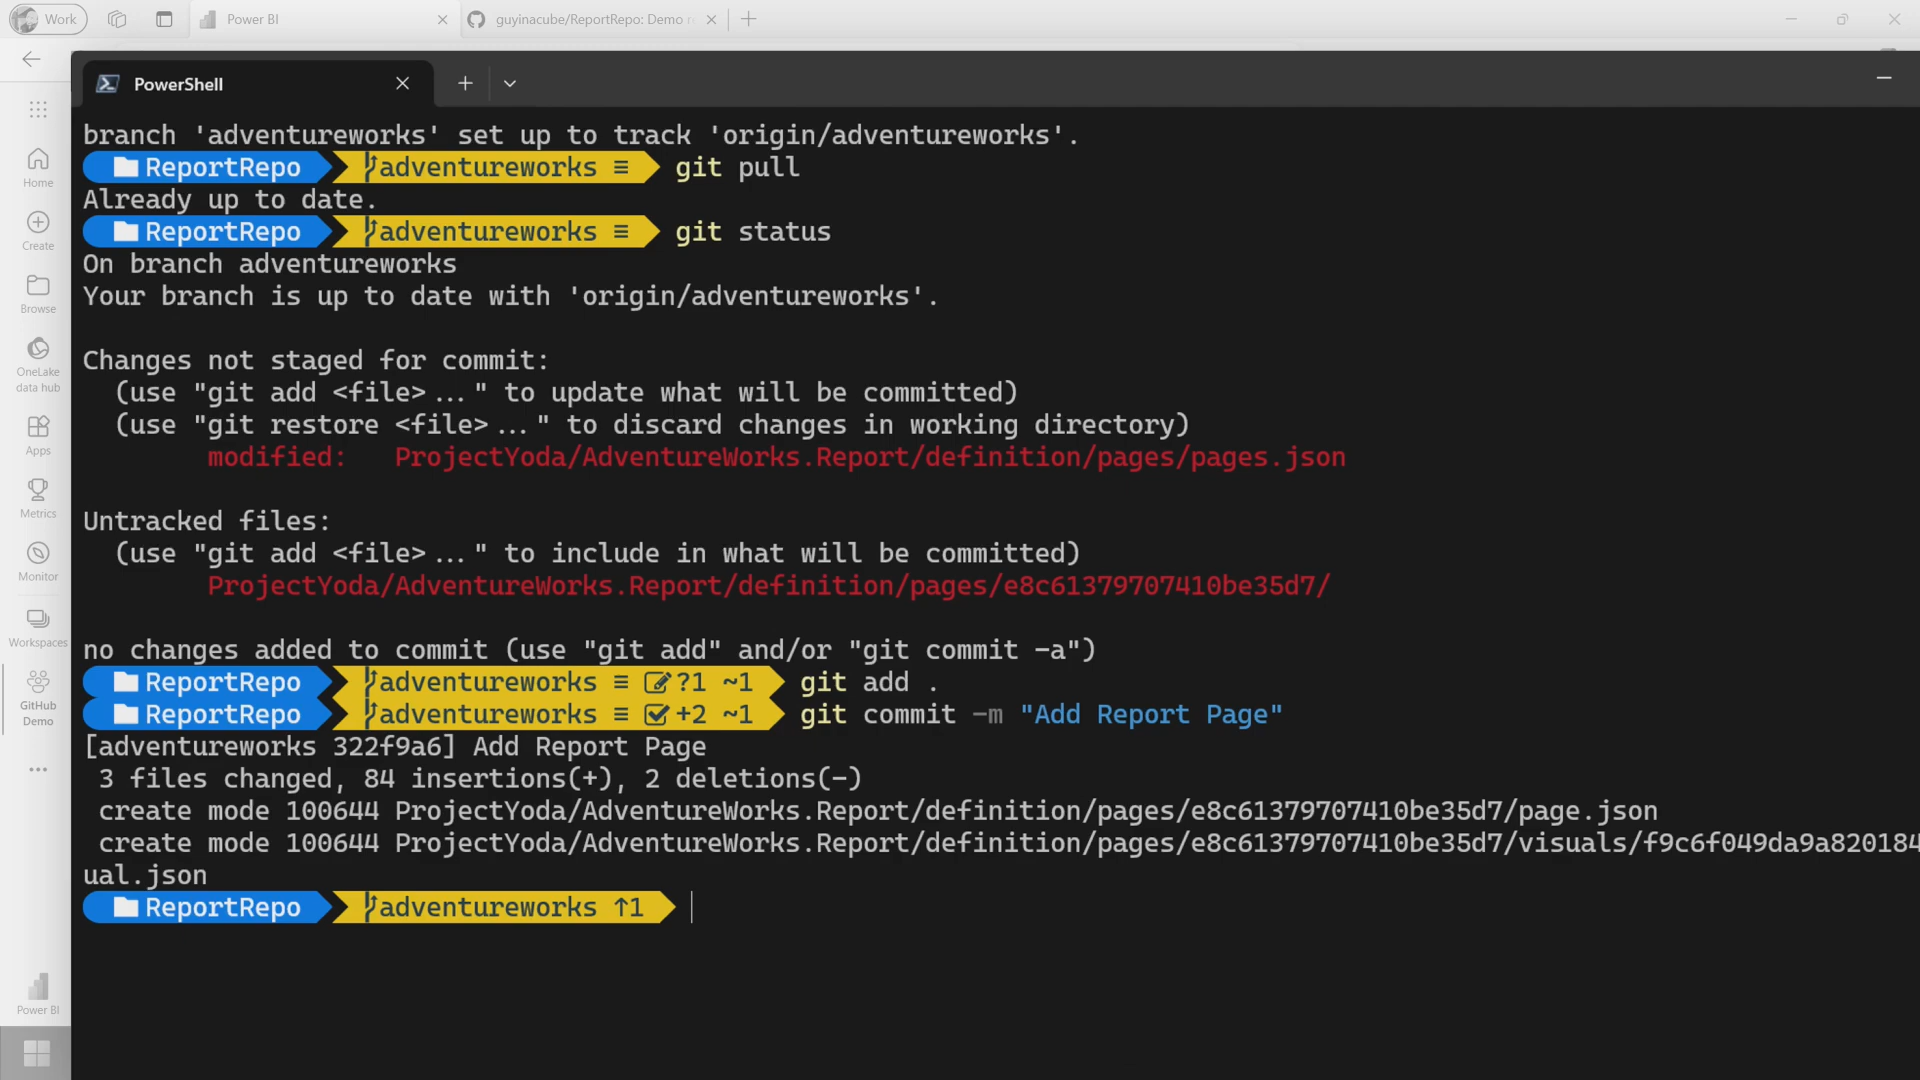 Work
Power BI
guyinacube/ReportRepo: Demo r
PowerShell
Home
Create
Browse
OneLake
data hub
Apps
Metrics
Monitor
Workspaces
GitHub
Demo
Power BI
branch 'adventureworks' set up to track 'origin/adventureworks'.
ReportRepo adventureworks ≡ git pull
Already up to date.
ReportRepo adventureworks ≡ git status
On branch adventureworks
Your branch is up to date with 'origin/adventureworks'.
Changes not staged for commit:
(use "git add <file>..." to update what will be committed)
(use "git restore <file>..." to discard changes in working directory)
modified:   ProjectYoda/AdventureWorks.Report/definition/pages/pages.json
Untracked files:
(use "git add <file>..." to include in what will be committed)
ProjectYoda/AdventureWorks.Report/definition/pages/e8c61379707410be35d7/
no changes added to commit (use "git add" and/or "git commit -a")
ReportRepo adventureworks ≡ ?1 ~1 git add .
ReportRepo adventureworks ≡ +2 ~1 git commit -m "Add Report Page"
[adventureworks 322f9a6] Add Report Page
3 files changed, 84 insertions(+), 2 deletions(-)
create mode 100644 ProjectYoda/AdventureWorks.Report/definition/pages/e8c61379707410be35d7/page.json
create mode 100644 ProjectYoda/AdventureWorks.Report/definition/pages/e8c61379707410be35d7/visuals/f9c6f049da9a820184
ual.json
ReportRepo adventureworks ↑1